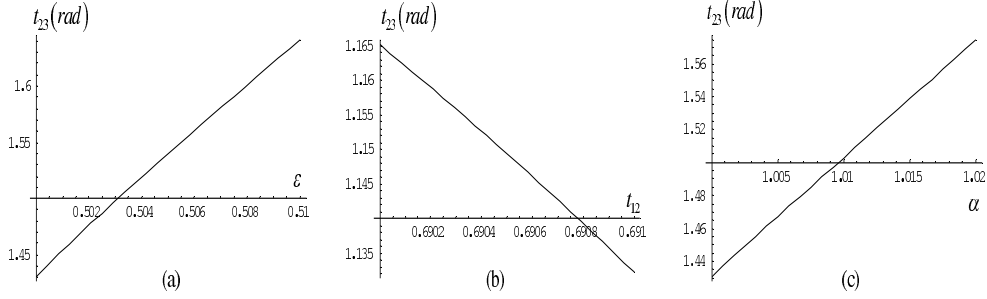 t₂₃(rad)
1.6
1.55
1.45
0.502 0.504 0.506 0.508 0.51
ε
(a)
t₂₃(rad)
1.165
1.16
1.155
1.15
1.145
1.135
0.6902 0.6904 0.6906 0.6908 0.691
t₁₂
(b)
t₂₃(rad)
1.56
1.54
1.52
1.48
1.46
1.44
1.005 1.01 1.015 1.02
α
(c)